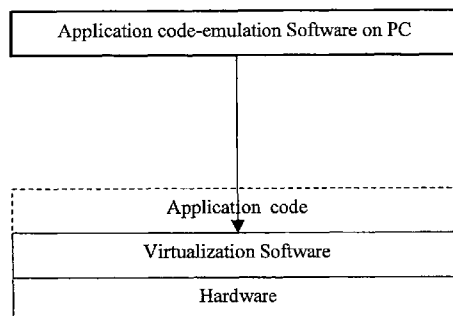 Application code-emulation Software on PC
Application code
Virtualization Software
Hardware